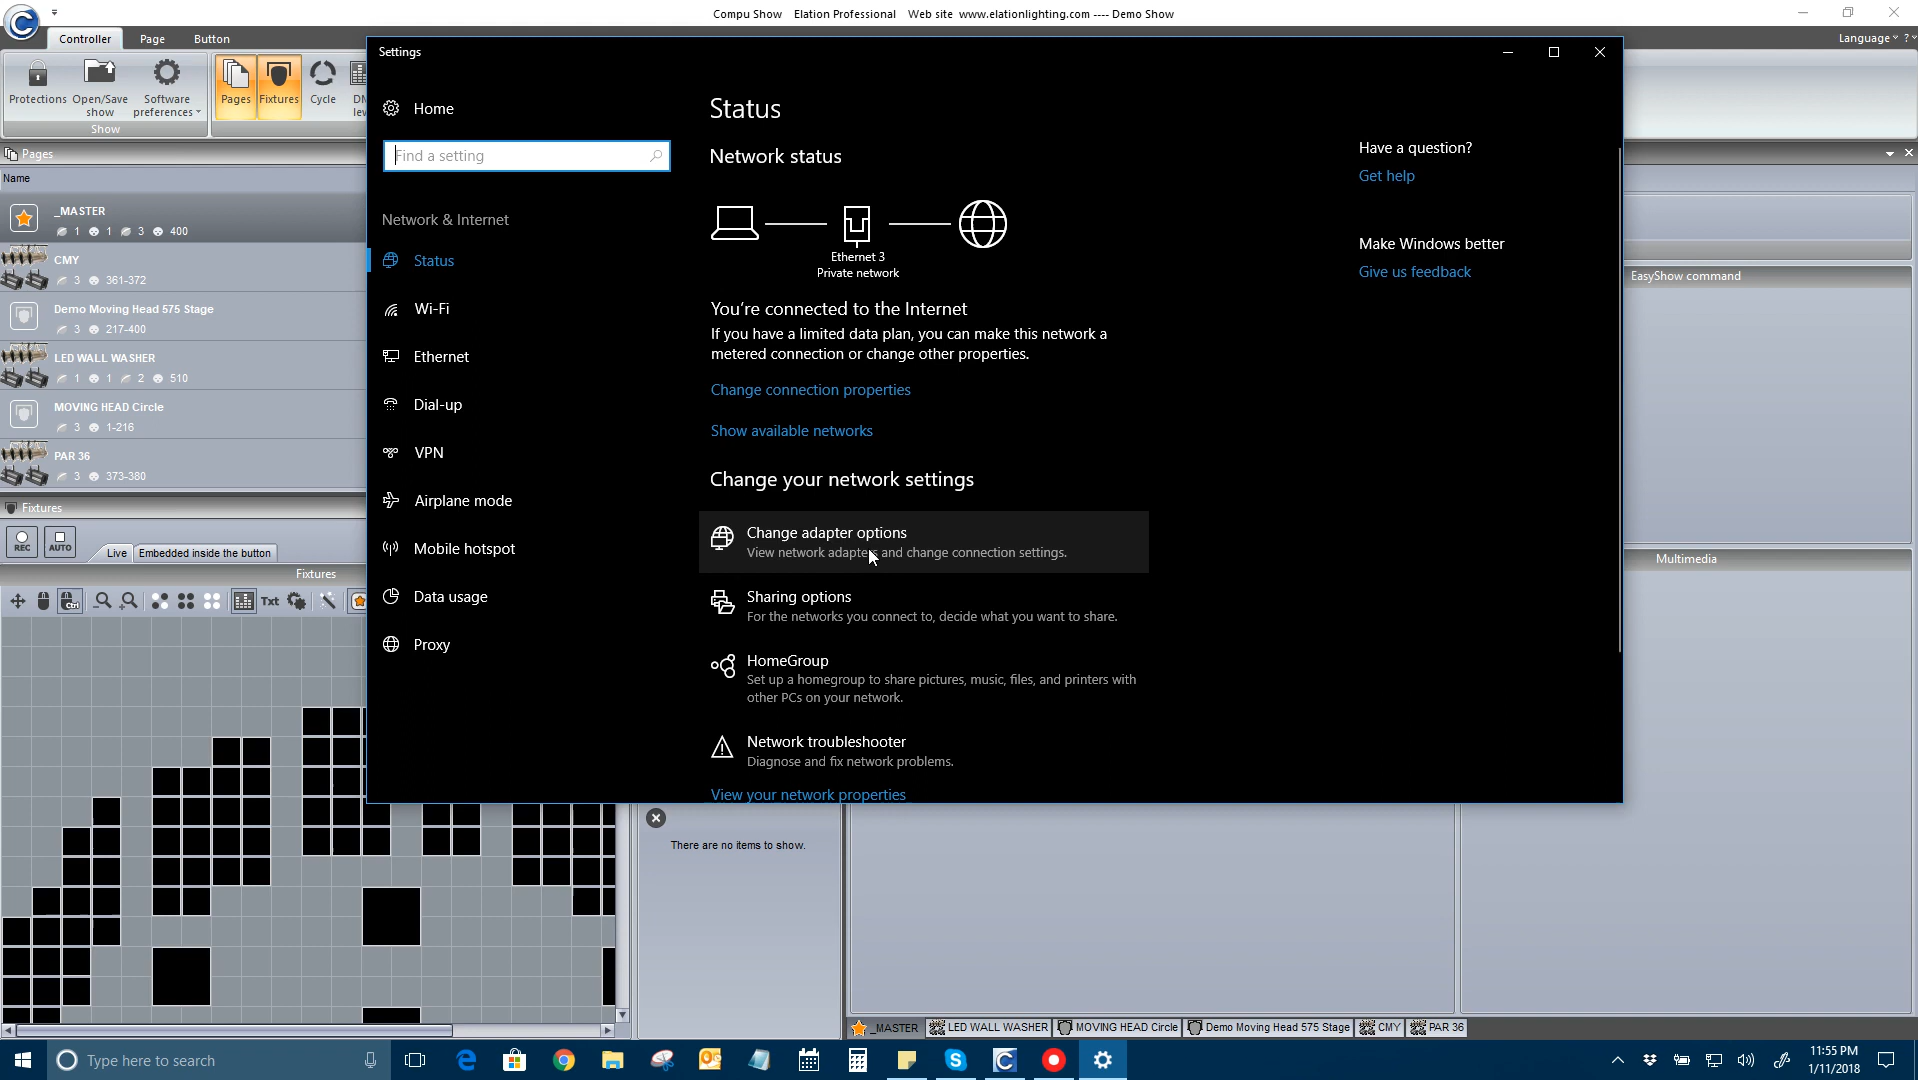 Compu Show Elation Professional Web site www.elationlighting.com ---- Demo Show
Controller Page Button
Language ?
Protections
Open/Save show
Software preferences
Pages
Fixtures
Cycle
Show
Settings
Home
Find a setting
Network & Internet
Status
Wi-Fi
Ethernet
Dial-up
VPN
Airplane mode
Mobile hotspot
Data usage
Proxy
Status
Network status
Ethernet 3
Private network
You're connected to the Internet
If you have a limited data plan, you can make this network a
metered connection or change other properties.
Change connection properties
Show available networks
Change your network settings
Change adapter options
View network adapters and change connection settings.
Sharing options
For the networks you connect to, decide what you want to share.
HomeGroup
Set up a homegroup to share pictures, music, files, and printers with
other PCs on your network.
Network troubleshooter
Diagnose and fix network problems.
View your network properties
Have a question?
Get help
Make Windows better
Give us feedback
Pages
Name
_MASTER
1 1 3 400
CMY
3 361-372
Demo Moving Head 575 Stage
3 217-400
LED WALL WASHER
1 1 2 510
MOVING HEAD Circle
3 1-216
PAR 36
3 373-380
Fixtures
REC AUTO Live Embedded inside the button
Fixtures
Ctrl Txt
EasyShow command
Multimedia
There are no items to show.
_MASTER LED WALL WASHER MOVING HEAD Circle Demo Moving Head 575 Stage CMY PAR 36
Type here to search
11:55 PM
1/11/2018